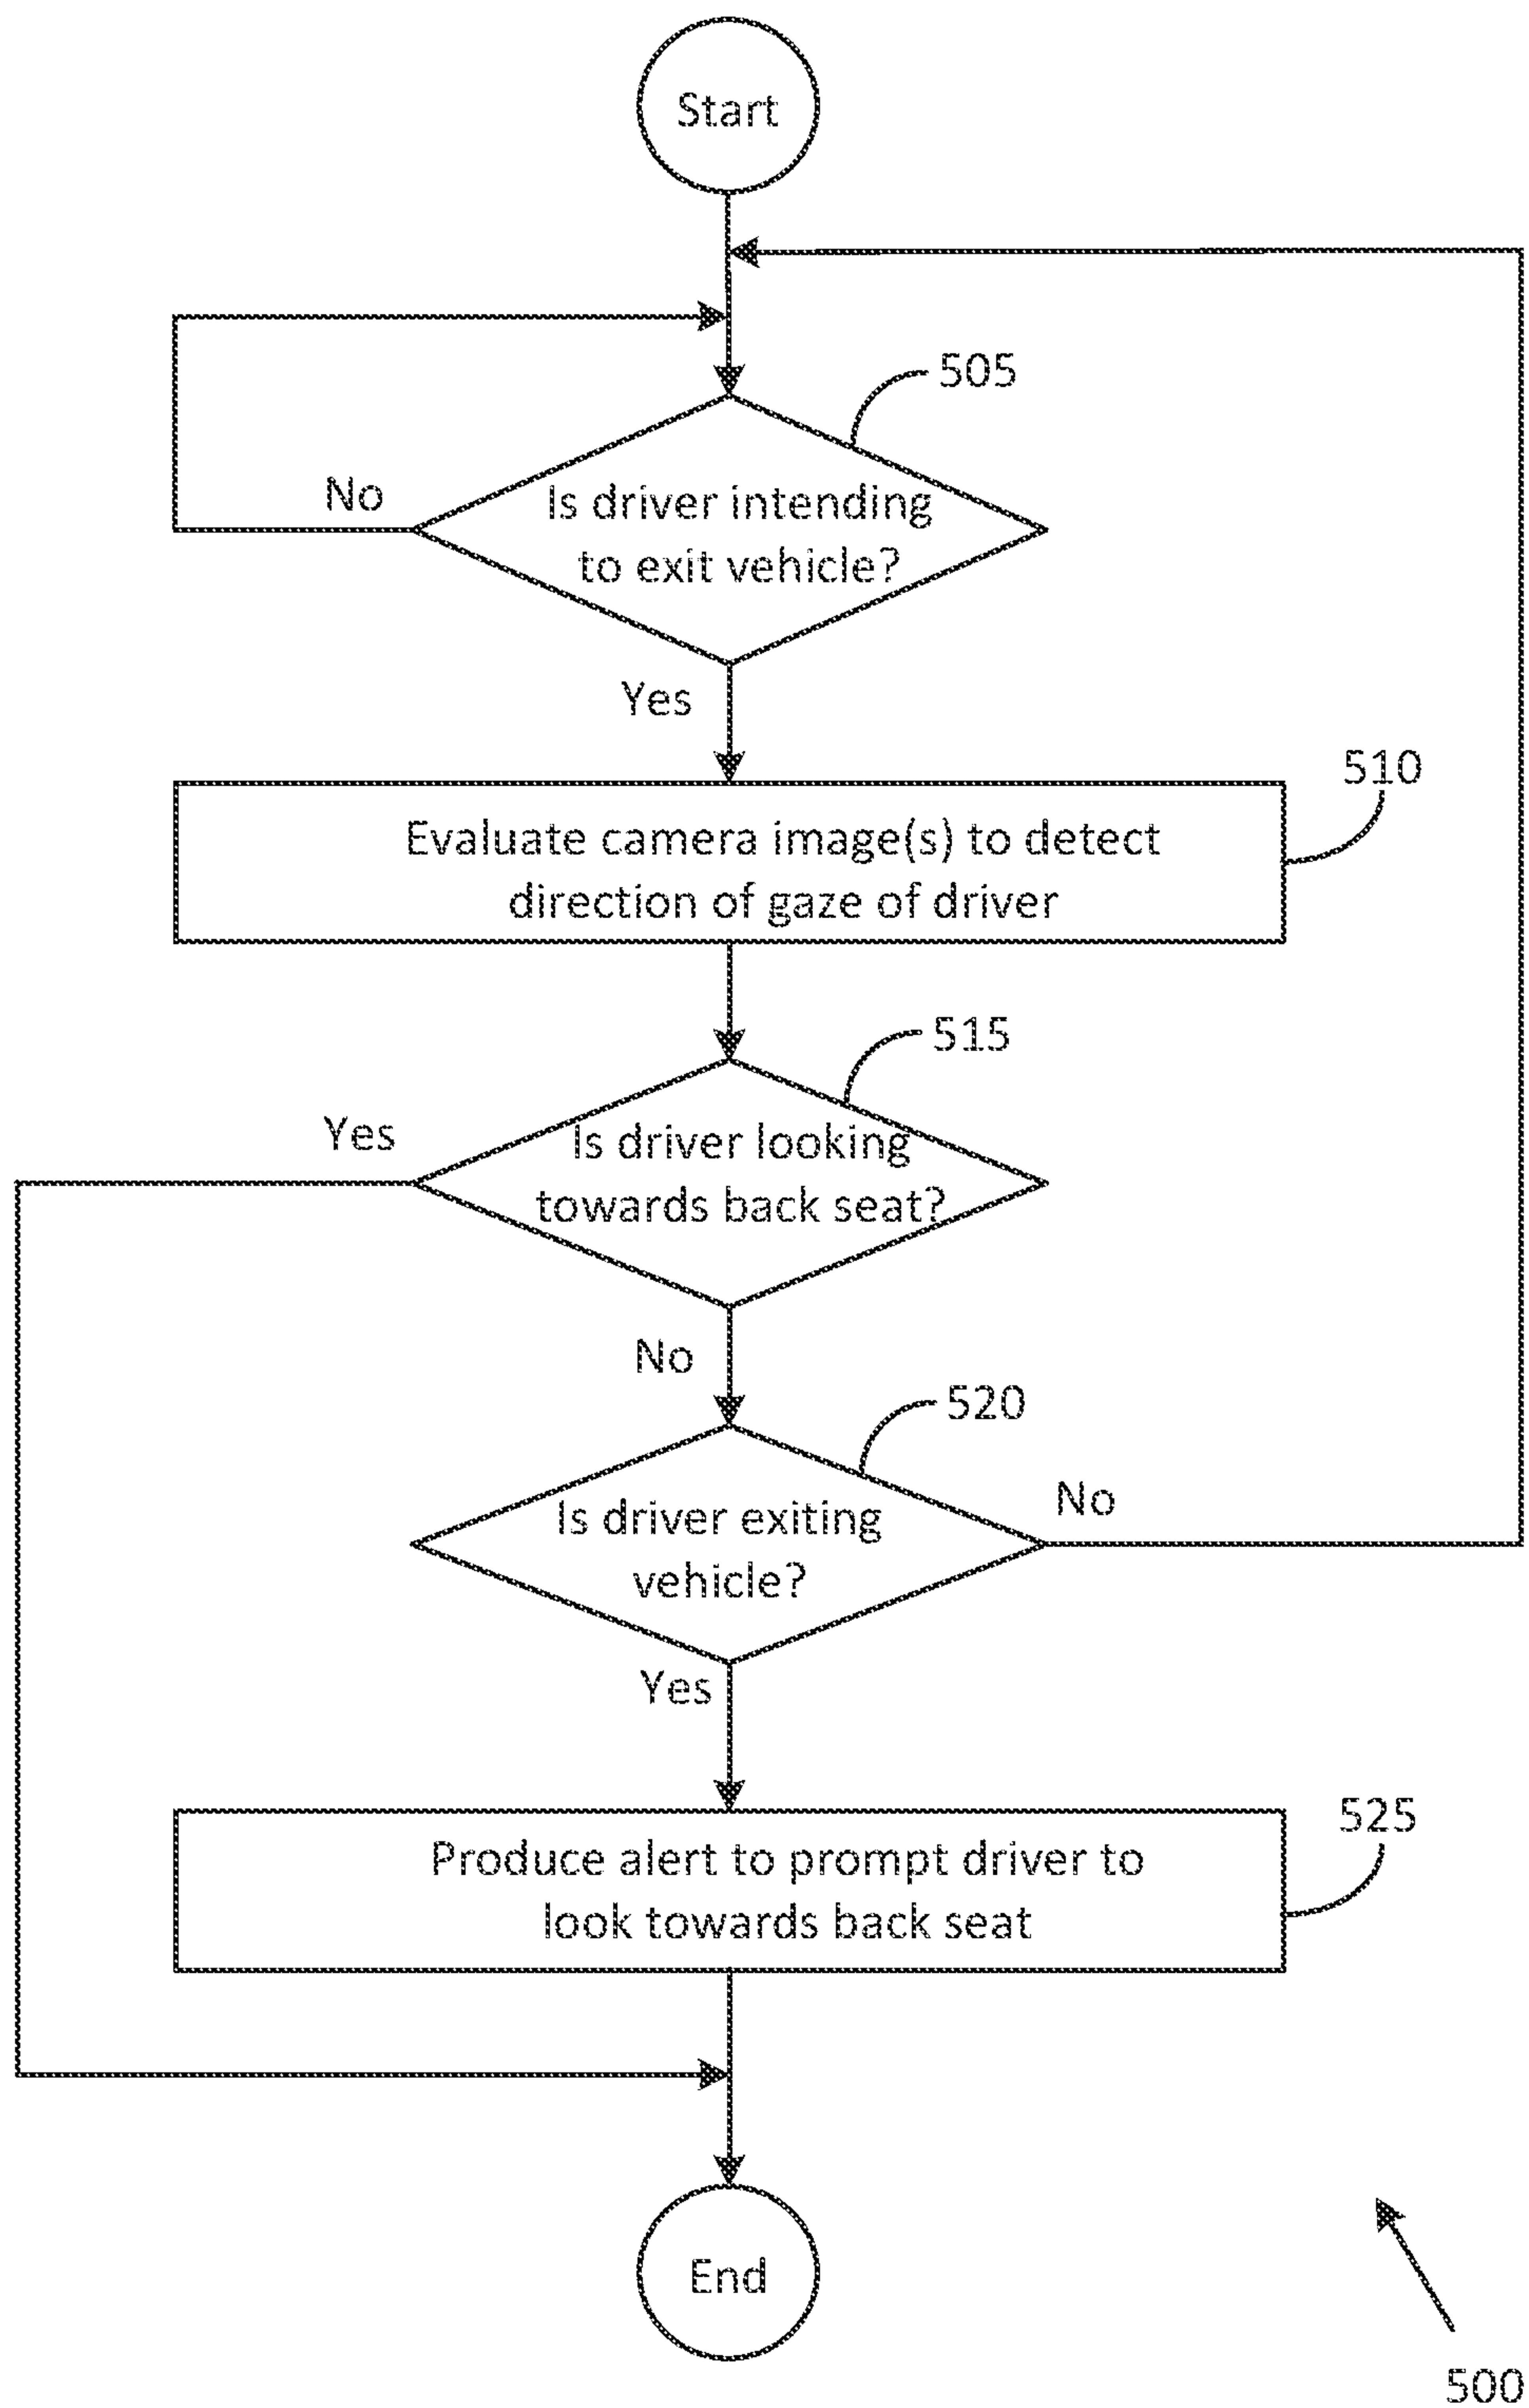 Start
505
No
Is driver intending
to exit vehicle?
Yes
510
Evaluate camera image(s) to detect
direction of gaze of driver
515
Yes
Is driver looking
towards back seat?
No
520
No
Is driver exiting
vehicle?
Yes
525
Produce alert to prompt driver to
look towards back seat
End
500